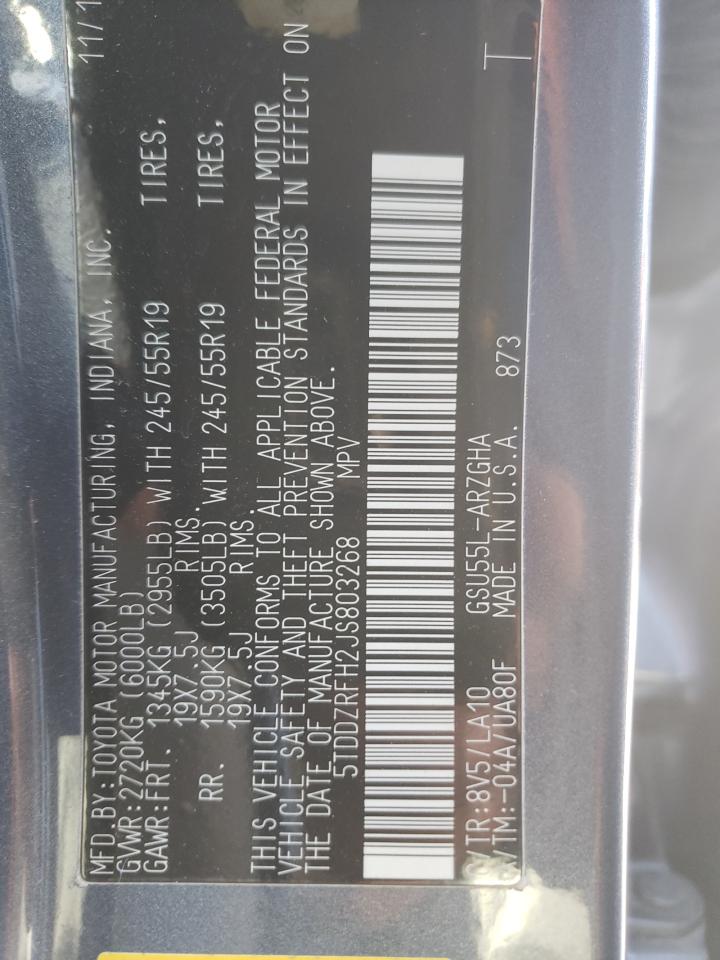 MFD.BY:TOYOTA MOTOR MANUFACTURING, INDIANA, INC. 11/1
GVWR:2720KG (6000LB)
GAWR:FRT. 1345KG (2955LB) WITH 245/55R19 TIRES,
19X7.5J RIMS.
RR. 1590KG (3505LB) WITH 245/55R19 TIRES,
19X7.5J RIMS.
THIS VEHICLE CONFORMS TO ALL APPLICABLE FEDERAL MOTOR
VEHICLE SAFETY AND THEFT PREVENTION STANDARDS IN EFFECT ON
THE DATE OF MANUFACTURE SHOWN ABOVE.
5TDDZRFH2JS803268 MPV
C/TR:8V5/LA10 GSU55L-ARZGHA
A/TM:-04A/UA80F MADE IN U.S.A. 873
T